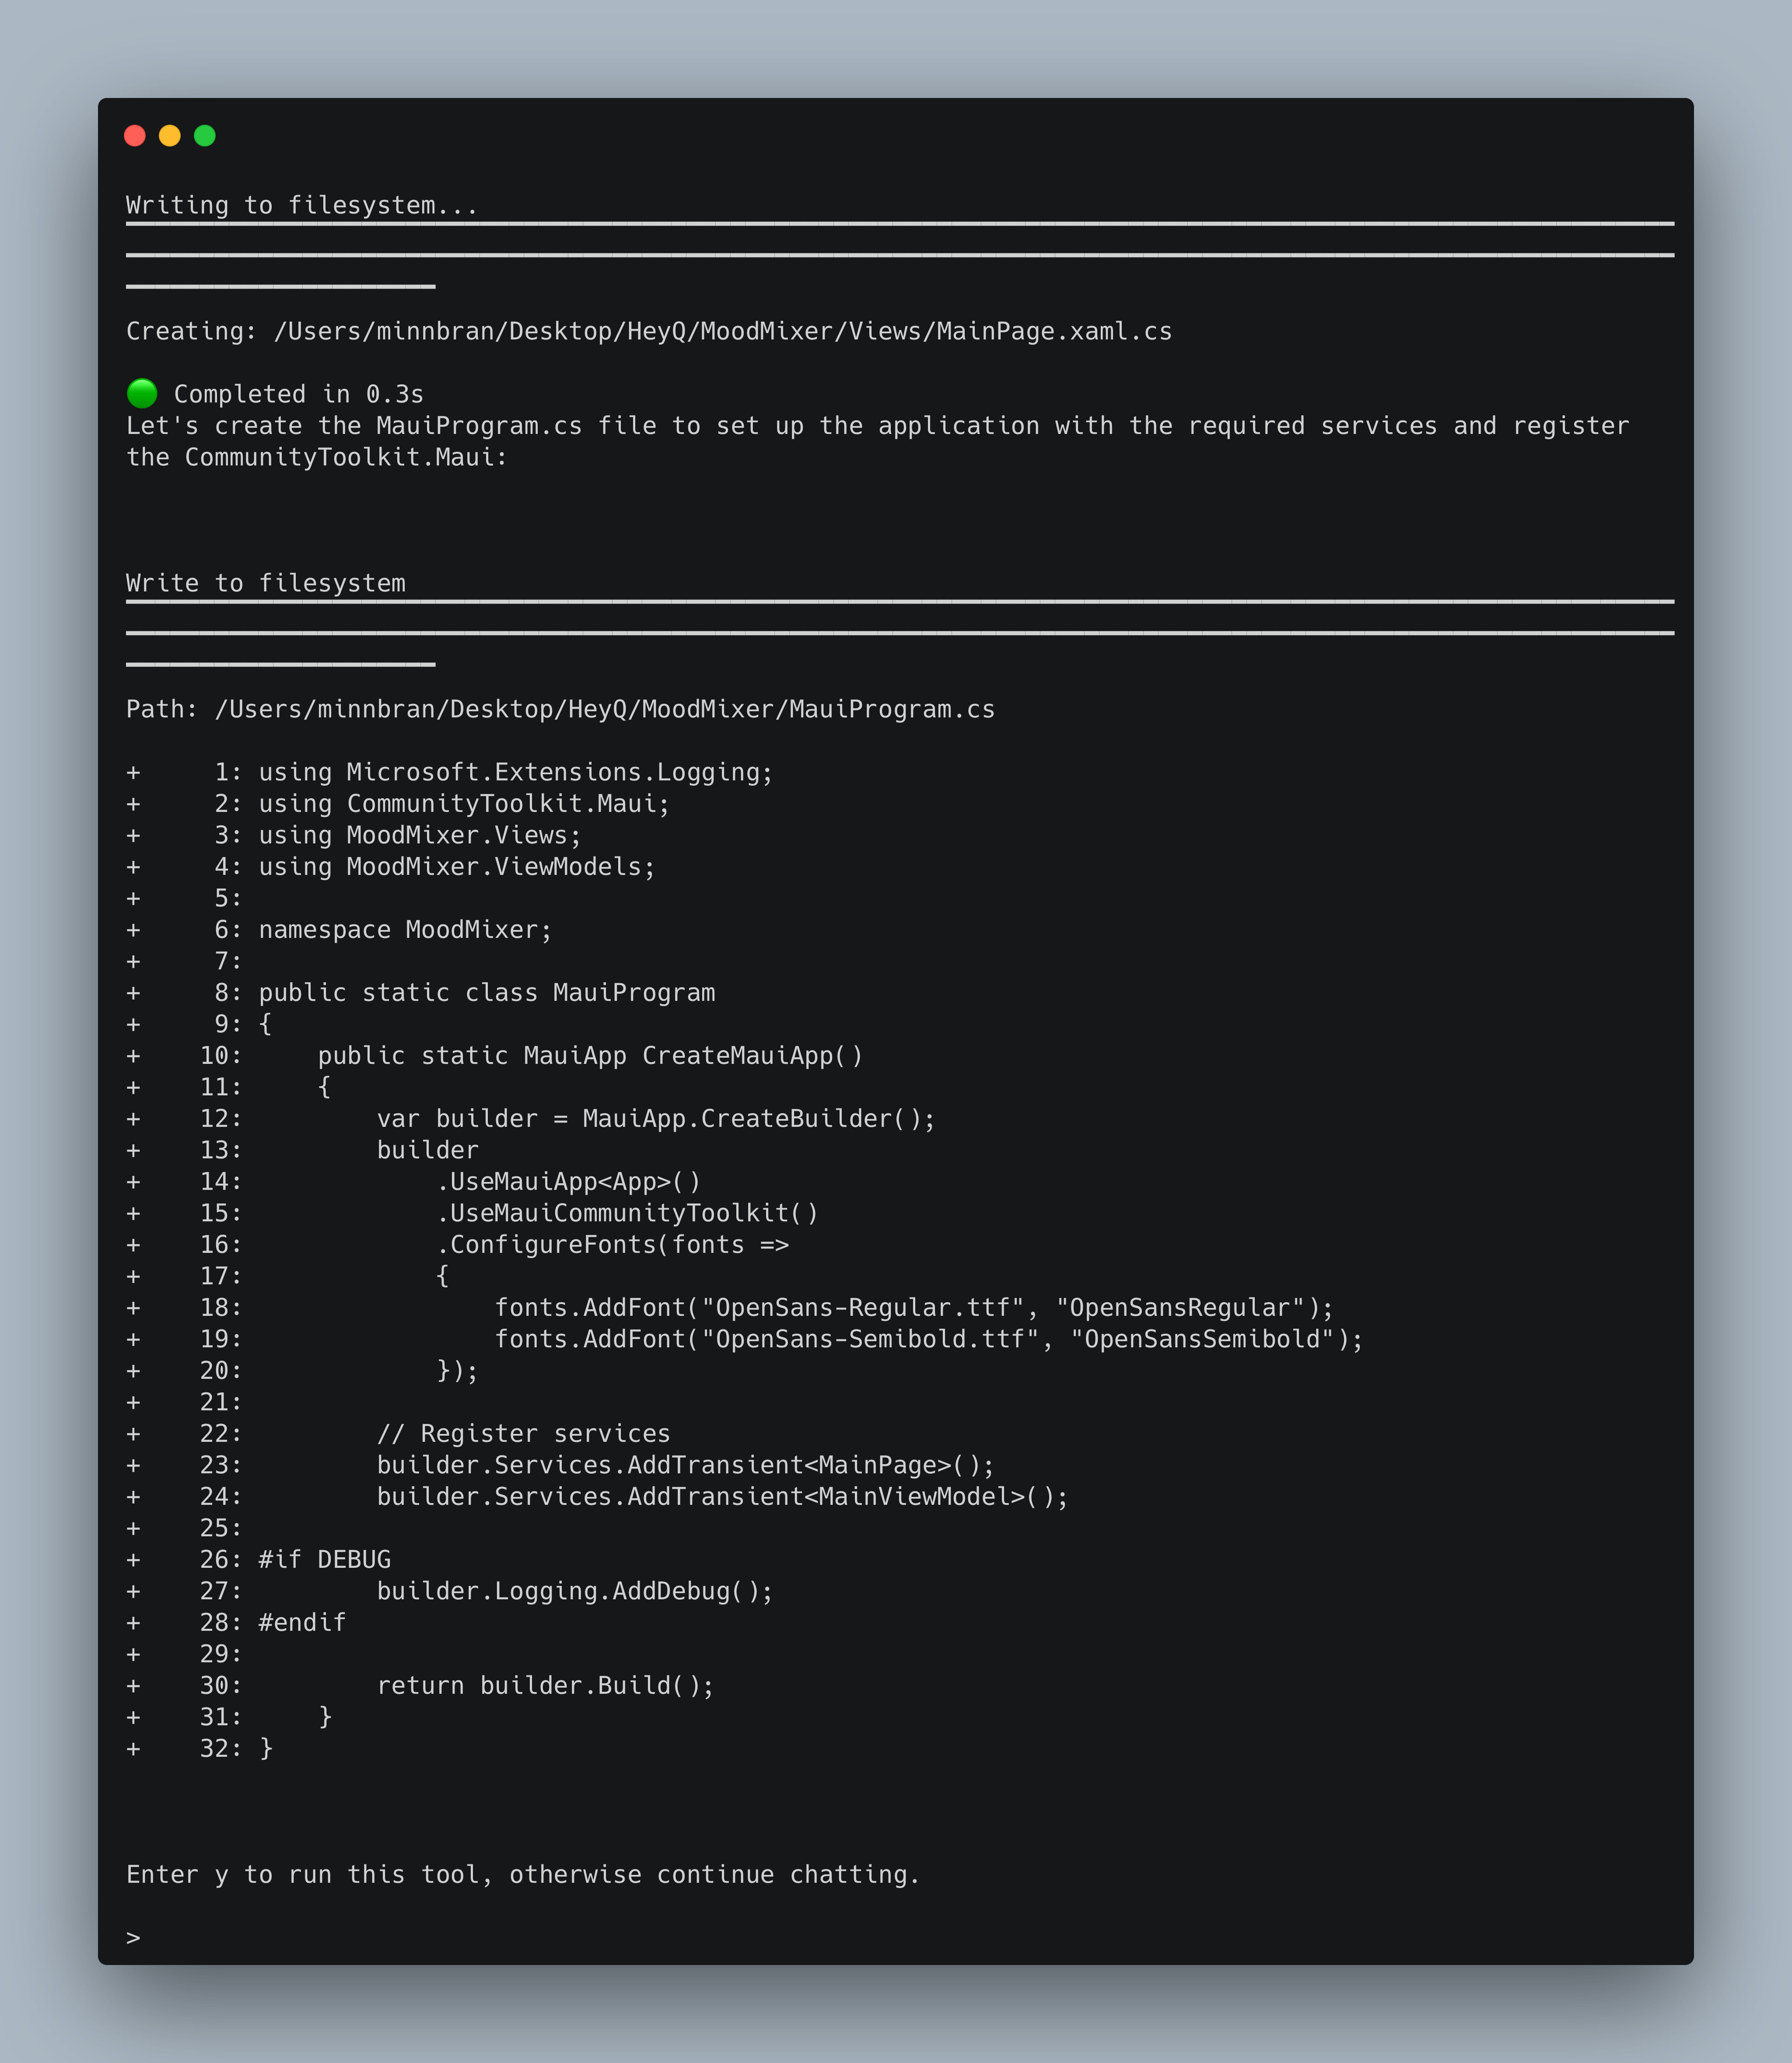 Writing to filesystem...
Creating: /Users/minnbran/Desktop/HeyQ/MoodMixer/Views/MainPage.xaml.cs
Completed in 0.3s
Let's create the MauiProgram.cs file to set up the application with the required services and register
the CommunityToolkit.Maui:
Write to filesystem
Path: /Users/minnbran/Desktop/HeyQ/MoodMixer/MauiProgram.cs
+     1: using Microsoft.Extensions.Logging;
+     2: using CommunityToolkit.Maui;
+     3: using MoodMixer.Views;
+     4: using MoodMixer.ViewModels;
+     5:
+     6: namespace MoodMixer;
+     7:
+     8: public static class MauiProgram
+     9: {
+    10:     public static MauiApp CreateMauiApp()
+    11:     {
+    12:         var builder = MauiApp.CreateBuilder();
+    13:         builder
+    14:             .UseMauiApp<App>()
+    15:             .UseMauiCommunityToolkit()
+    16:             .ConfigureFonts(fonts =>
+    17:             {
+    18:                 fonts.AddFont("OpenSans-Regular.ttf", "OpenSansRegular");
+    19:                 fonts.AddFont("OpenSans-Semibold.ttf", "OpenSansSemibold");
+    20:             });
+    21:
+    22:         // Register services
+    23:         builder.Services.AddTransient<MainPage>();
+    24:         builder.Services.AddTransient<MainViewModel>();
+    25:
+    26: #if DEBUG
+    27:         builder.Logging.AddDebug();
+    28: #endif
+    29:
+    30:         return builder.Build();
+    31:     }
+    32: }
Enter y to run this tool, otherwise continue chatting.
>